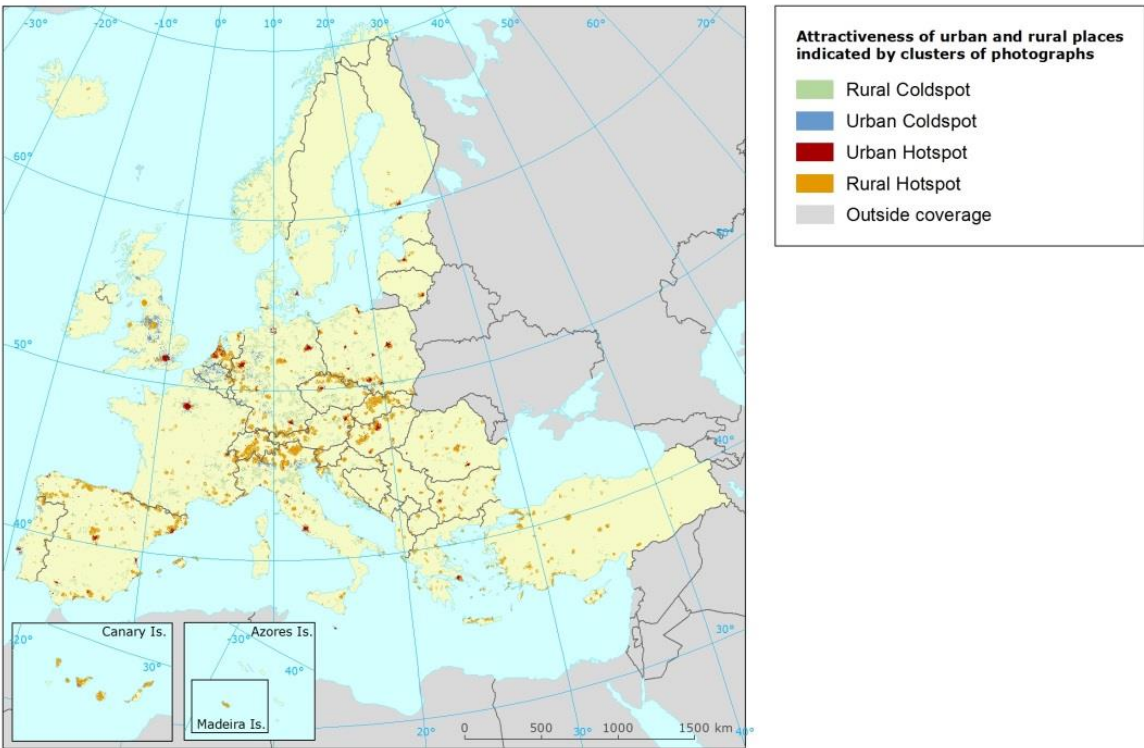 -30°
-20°
-10°
0°
10°
20°
30°
40°
50°
60°
70°
60°
50°
50°
40°
40°
30°
Canary Is.
-20°
30°
Azores Is.
-30°
40°
Madeira Is.
20°
30°
40°
0 500 1000 1500 km
Attractiveness of urban and rural places
indicated by clusters of photographs
Rural Coldspot
Urban Coldspot
Urban Hotspot
Rural Hotspot
Outside coverage